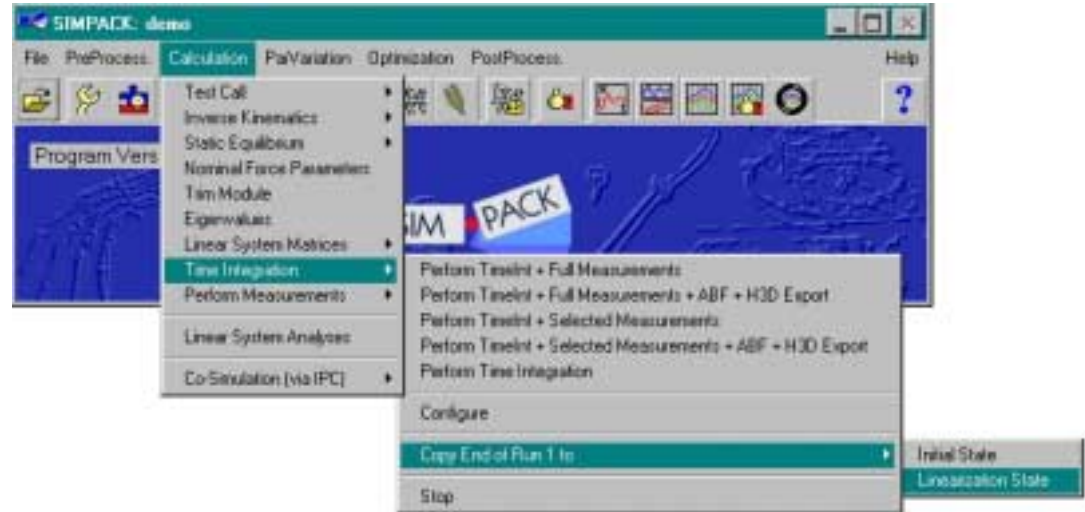 SIMPACK: demo
File PreProcess. Calculation ParVariation Optimization PostProcess. Help
Test Call
Inverse Kinematics
Static Equilibrium
Nominal Force Parameters
Trim Module
Eigenvalues
Linear System Matrices
Time Integration
Perform Measurements
Linear System Analyses
Co-Simulation (via IPC)
Program Vers
SIM PACK
?
Perform TimeInt + Full Measurements
Perform TimeInt + Full Measurements + ABF + H3D Export
Perform TimeInt + Selected Measurements
Perform TimeInt + Selected Measurements + ABF + H3D Export
Perform Time Integration
Configure
Copy End of Run 1 to
Stop
Initial State
Linearization State